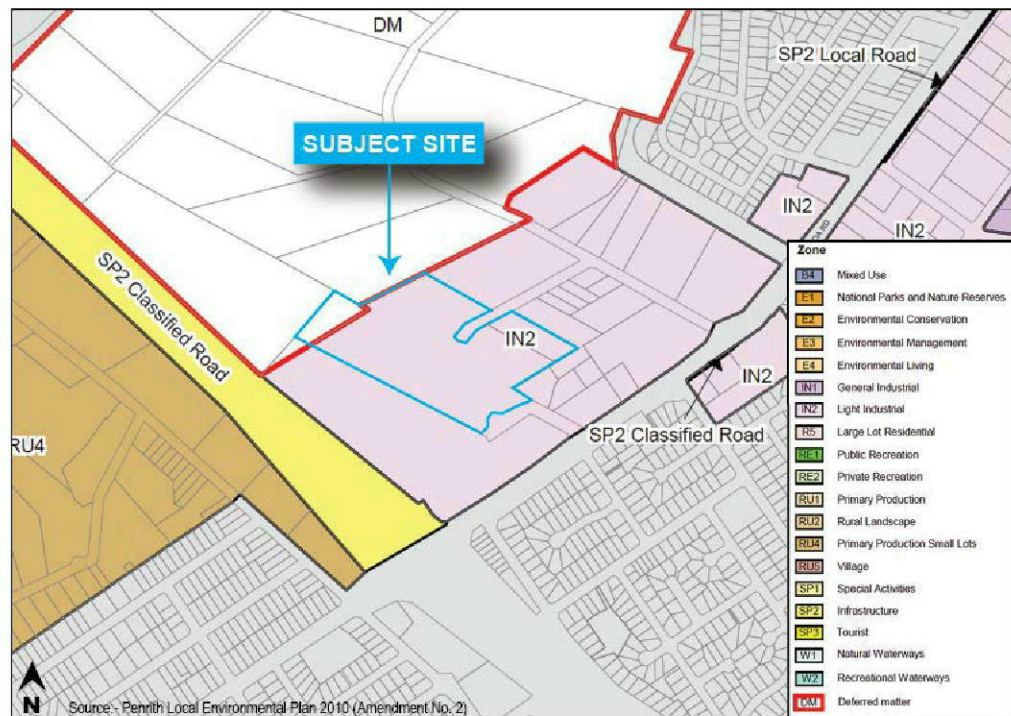 DM
SP2 Local Road
SUBJECT SITE
IN2
IN2
SP2 Classified Road
IN2
IN2
SP2 Classified Road
RU4
Zone
B4 Mixed Use
E1 National Parks and Nature Reserves
E2 Environmental Conservation
E3 Environmental Management
E4 Environmental Living
IN1 General Industrial
IN2 Light Industrial
R5 Large Lot Residential
RE1 Public Recreation
RE2 Private Recreation
RU1 Primary Production
RU2 Rural Landscape
RU4 Primary Production Small Lots
RU5 Village
SP1 Special Activities
SP2 Infrastructure
SP3 Tourist
W1 Natural Waterways
W2 Recreational Waterways
DM Deferred matter
N
Source:- Penrith Local Environmental Plan 2010 (Amendment No. 2)